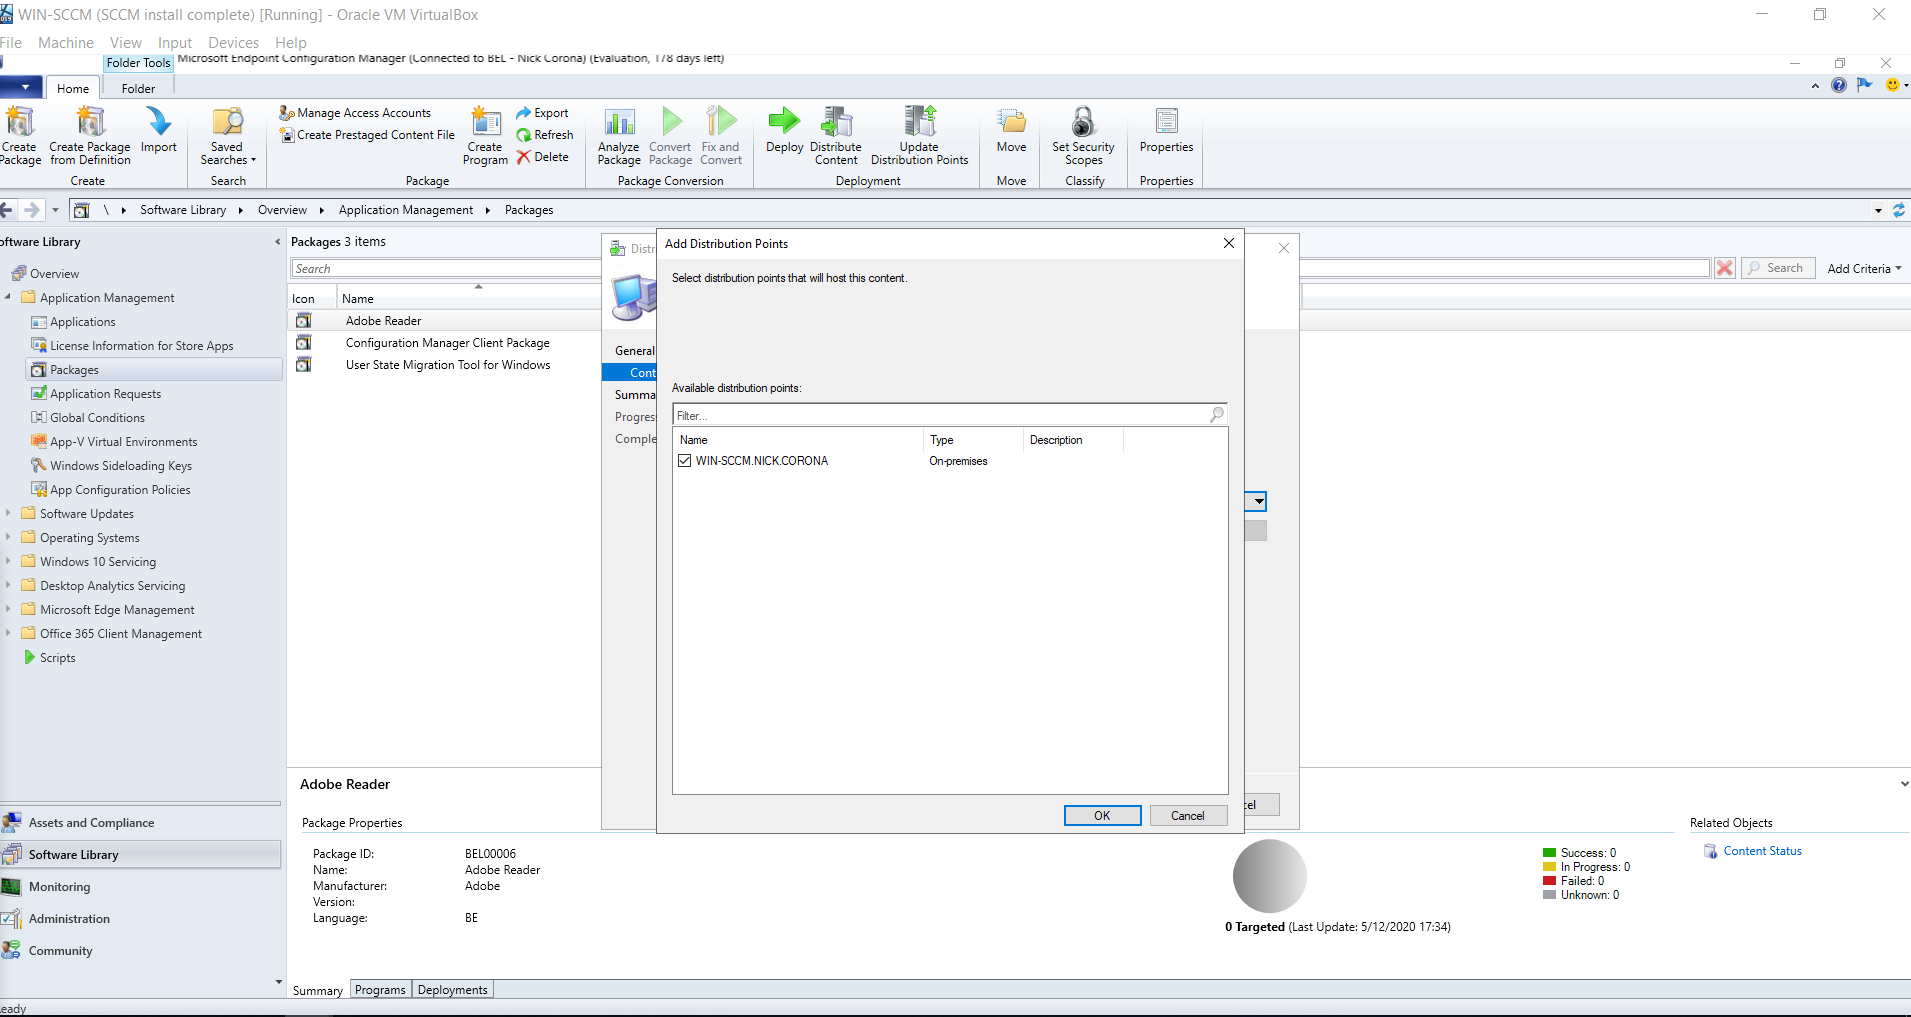 WIN-SCCM (SCCM install complete) [Running] - Oracle VM VirtualBox
File Machine View Input Devices Help
Folder Tools Microsoft Endpoint Configuration Manager (Connected to BEL - Nick Corona) (Evaluation, 178 days left)
Home Folder
Create Package
Create Package from Definition
Import
Create
Saved Searches
Search
Manage Access Accounts
Create Prestaged Content File
Create Program
Export
Refresh
Delete
Package
Analyze Package
Convert Package
Fix and Convert
Package Conversion
Deploy
Distribute Content
Update Distribution Points
Deployment
Move
Move
Set Security Scopes
Classify
Properties
Properties
\ Software Library Overview Application Management Packages
oftware Library
Overview
Application Management
Applications
License Information for Store Apps
Packages
Application Requests
Global Conditions
App-V Virtual Environments
Windows Sideloading Keys
App Configuration Policies
Software Updates
Operating Systems
Windows 10 Servicing
Desktop Analytics Servicing
Microsoft Edge Management
Office 365 Client Management
Scripts
Assets and Compliance
Software Library
Monitoring
Administration
Community
eady
Packages 3 items
Search
Search Add Criteria
Icon Name
Adobe Reader
Configuration Manager Client Package
User State Migration Tool for Windows
Distr
General
Cont
Summa
Progres
Comple
cel
Add Distribution Points
Select distribution points that will host this content.
Available distribution points:
Filter...
Name Type Description
WIN-SCCM.NICK.CORONA On-premises
OK Cancel
Adobe Reader
Package Properties
Package ID: BEL00006
Name: Adobe Reader
Manufacturer: Adobe
Version:
Language: BE
Success: 0
In Progress: 0
Failed: 0
Unknown: 0
0 Targeted (Last Update: 5/12/2020 17:34)
Related Objects
Content Status
Summary Programs Deployments